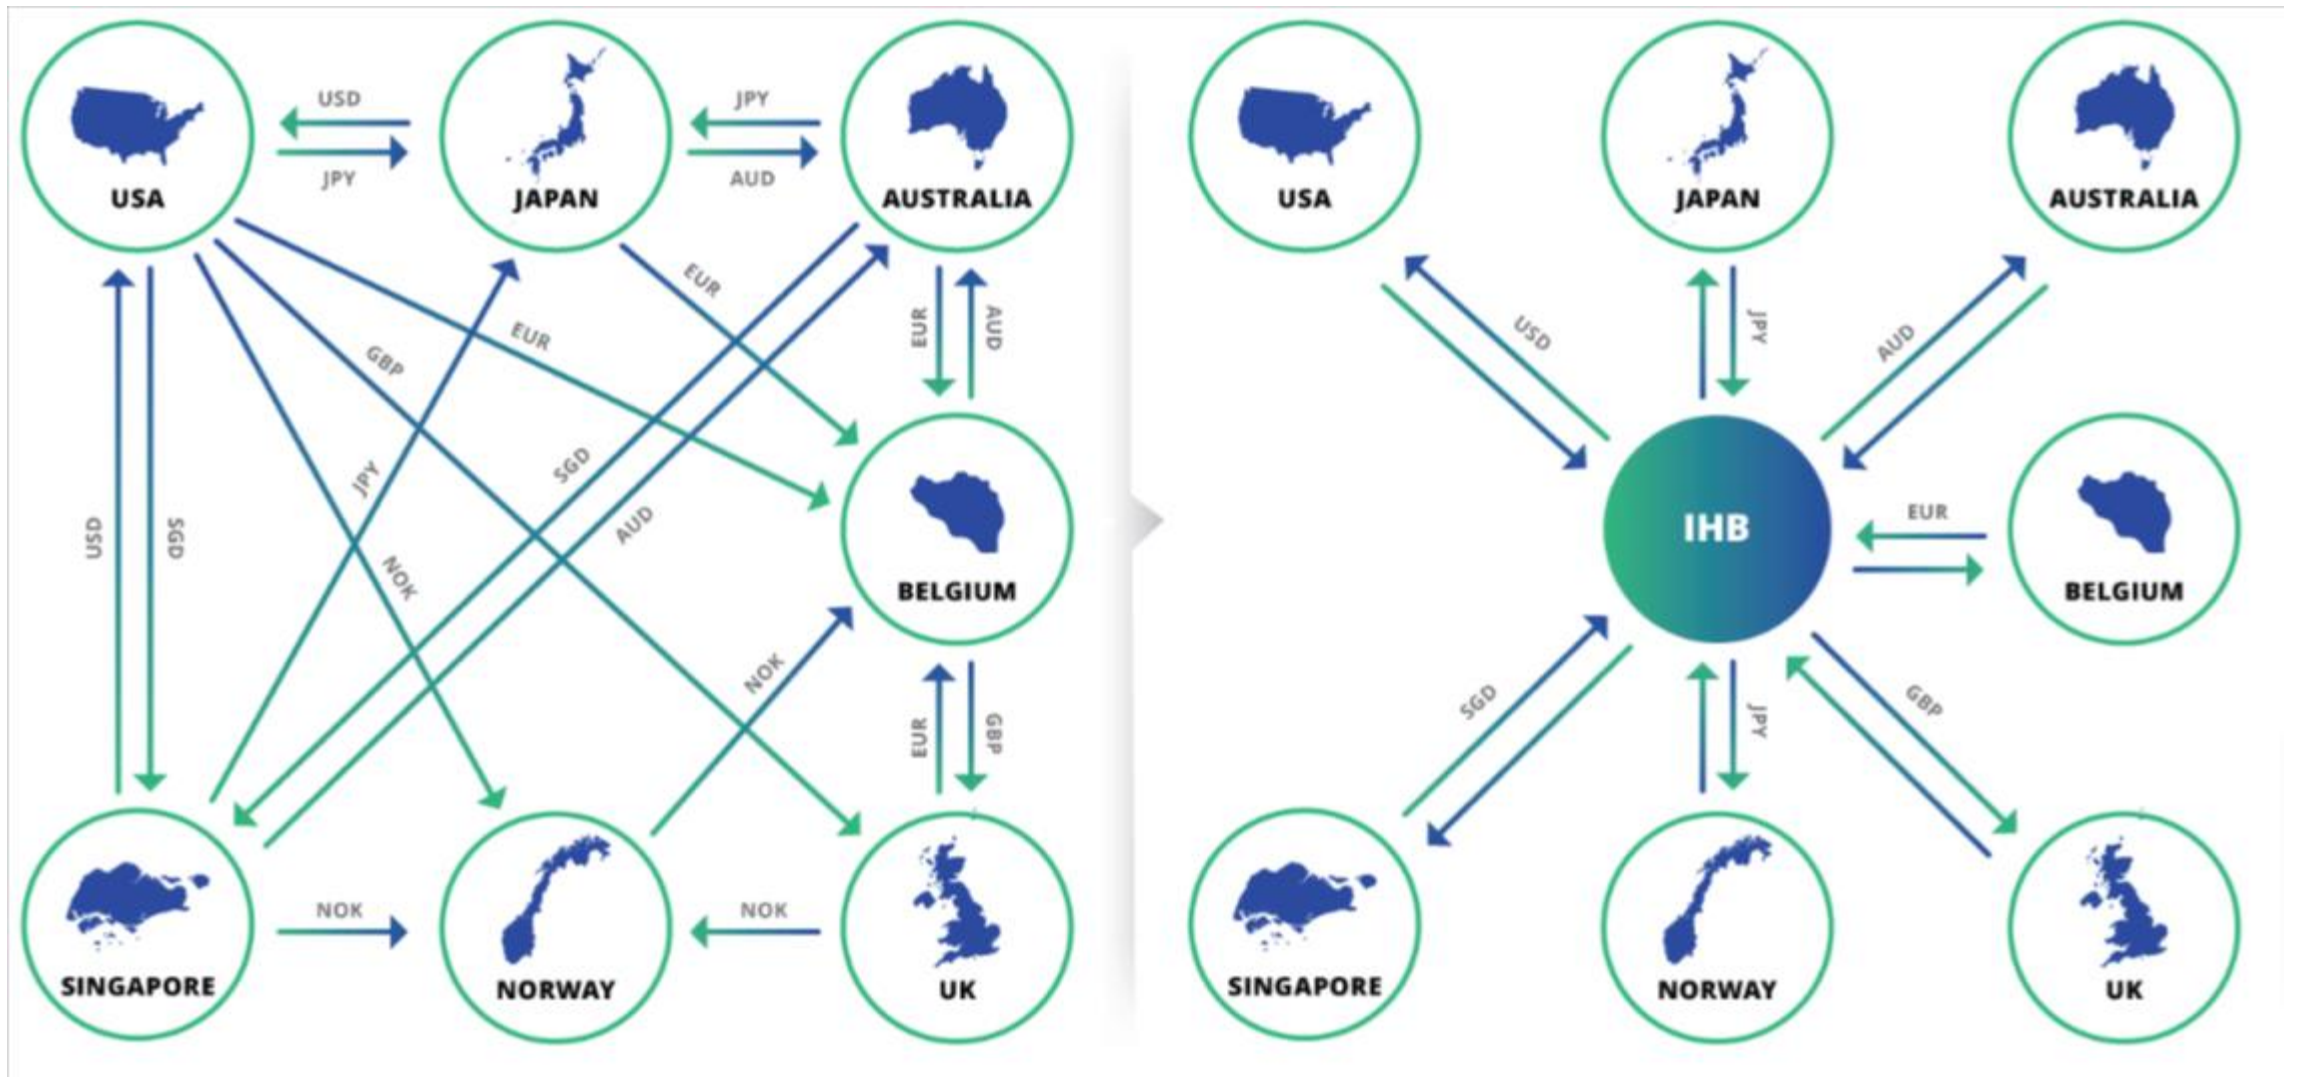 USD
JPY
JPY
AUD
USA
JAPAN
AUSTRALIA
EUR
EUR
GBP
EUR
AUD
JPY
SGD
AUD
USD
SGD
NOK
BELGIUM
NOK
EUR
GBP
NOK
NOK
SINGAPORE
NORWAY
UK
USA
JAPAN
AUSTRALIA
USD
JPY
AUD
IHB
EUR
BELGIUM
SGD
JPY
GBP
SINGAPORE
NORWAY
UK